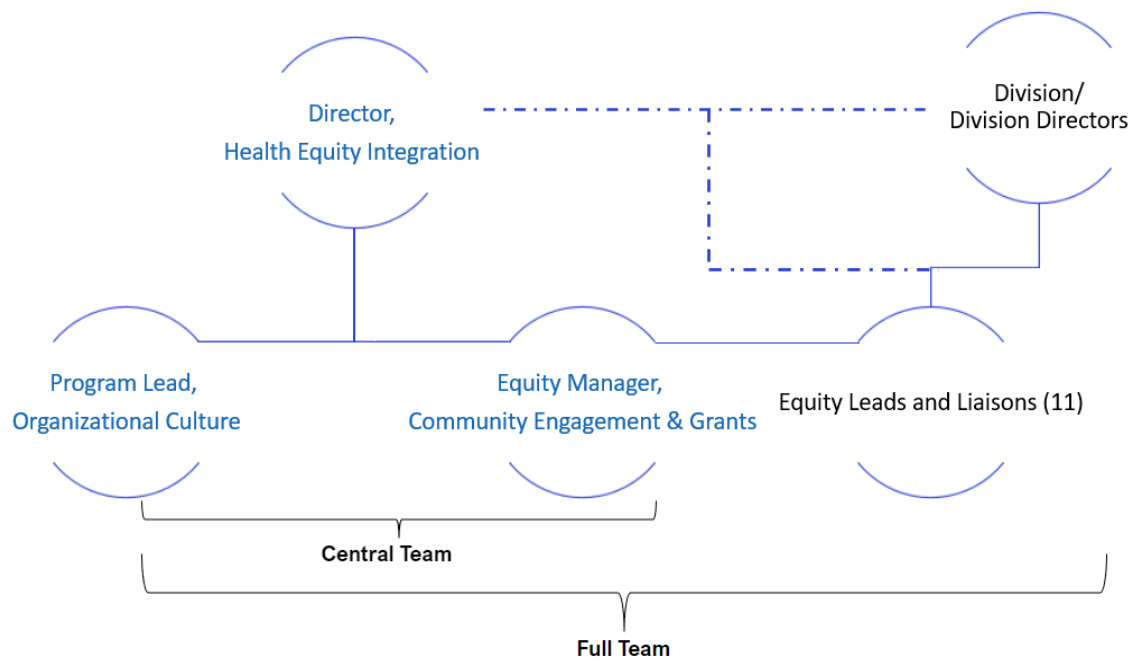 Director,
Health Equity Integration
Division/
Division Directors
Program Lead,
Organizational Culture
Equity Manager,
Community Engagement & Grants
Equity Leads and Liaisons (11)
Central Team
Full Team